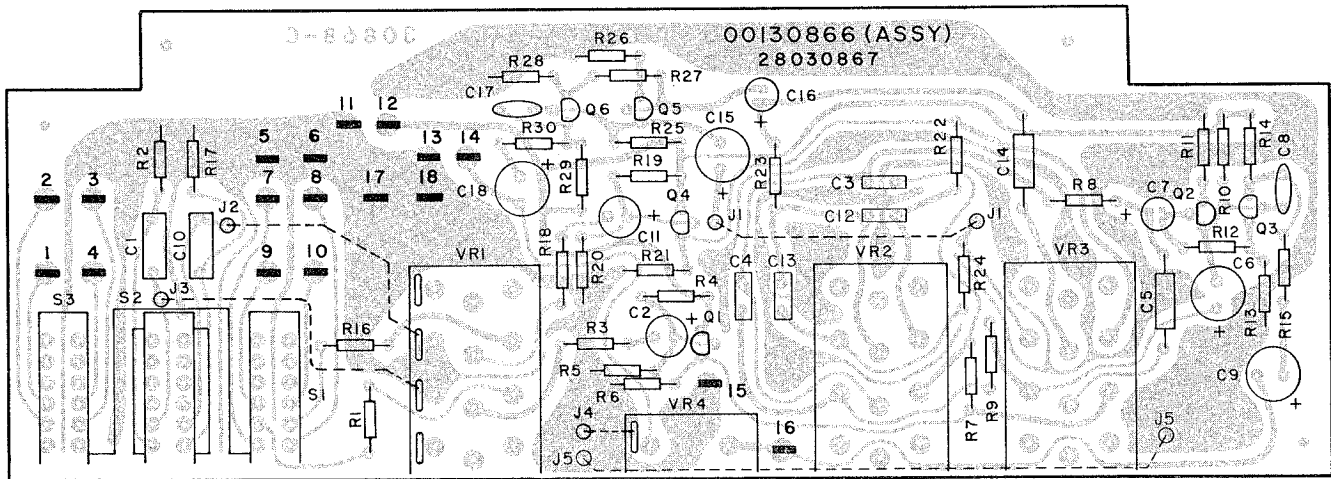 30868-C
00130866 (ASSY)
28030867
R26
R28
R27
C17
Q6
Q5
C16
11
12
R30
R25
C15
R22
C14
R11
R14
R2
R17
5
6
13
14
R29
R19
R23
C8
2
3
7
8
17
18
C18
Q4
C3
R8
C7
Q2
R10
J2
C11
J1
C12
J1
Q3
C1
C10
R18
R12
1
4
9
10
VR1
R20
R21
C4
C13
VR2
R24
VR3
C6
S3
S2
J3
R4
C5
R13
R15
R16
R3
C2
Q1
S1
R5
R6
15
C9
R1
VR4
R7
R9
J4
16
J5
J5